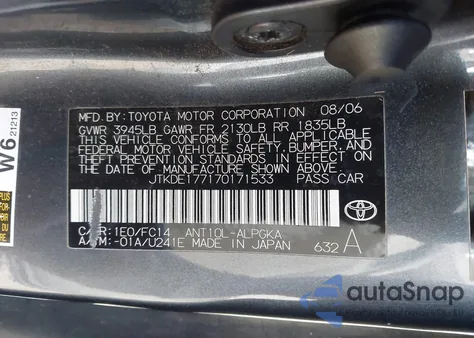 MFD.BY:TOYOTA MOTOR CORPORATION 08/06
GVWR 3945LB GAWR FR 2130LB RR 1835LB
THIS VEHICLE CONFORMS TO ALL APPLICABLE
FEDERAL MOTOR VEHICLE SAFETY, BUMPER,
AND THEFT PREVENTION STANDARDS IN EFFECT
ON THE DATE OF MANUFACTURE SHOWN ABOVE.
JTKDE177170171533 PASS.CAR
C/TR:1E0/FC14 ANT10L-ALPGKA
A/TM:-01A/U241E MADE IN JAPAN 632 A
W6 21213
autoSnap